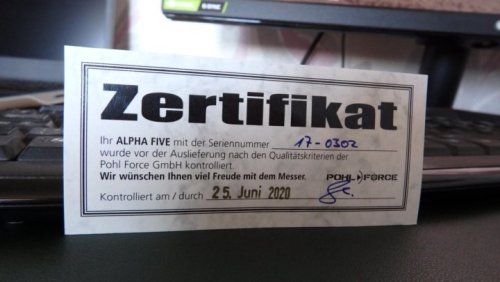 Zertifikat
Ihr ALPHA FIVE mit der Seriennummer 17-0302
wurde vor der Auslieferung nach den Qualitätskriterien der
Pohl Force GmbH kontrolliert.
Wir wünschen Ihnen viel Freude mit dem Messer. POHL FORCE
Kontrolliert am / durch 25. Juni 2020